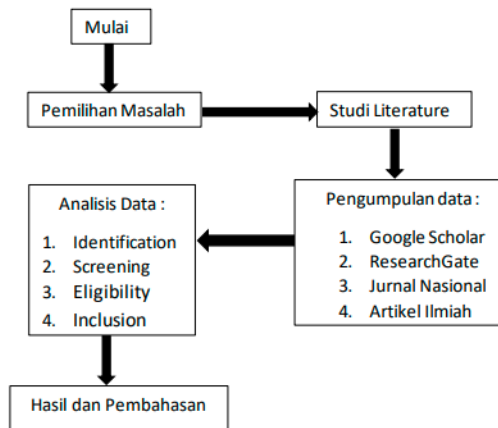 Mulai
Pemilihan Masalah
Studi Literature
Pengumpulan data :
1. Google Scholar
2. ResearchGate
3. Jurnal Nasional
4. Artikel Ilmiah
Analisis Data :
1. Identification
2. Screening
3. Eligibility
4. Inclusion
Hasil dan Pembahasan